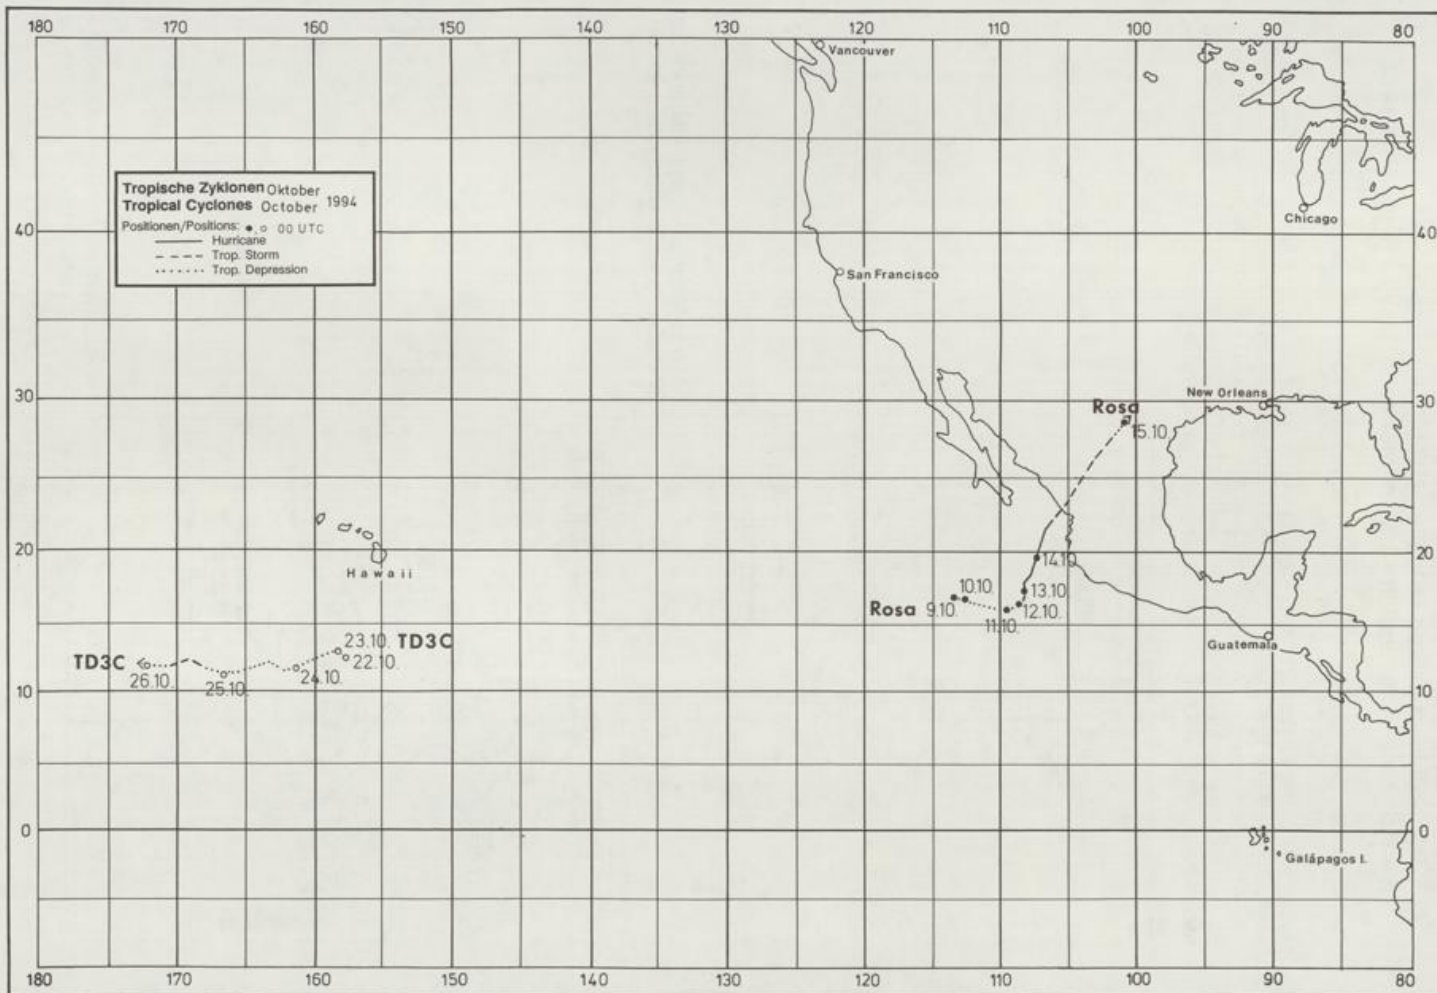 180 170 160 150 140 130 120 110 100 90 80
Vancouver
Tropische Zyklonen Oktober
Tropical Cyclones October 1994
Positionen/Positions: ●,○ 00 UTC
Hurricane
Trop. Storm
Trop. Depression
Chicago
40 40
San Francisco
30 New Orleans 30
Rosa
15.10.
20 14.10. 20
Hawaii
10.10. 13.10.
Rosa 9.10. 11.10. 12.10.
23.10. TD3C
TD3C 22.10.
26.10. 25.10. 24.10.
Guatemala
10 10
0 0
Galápagos I.
180 170 160 150 140 130 120 110 100 90 80